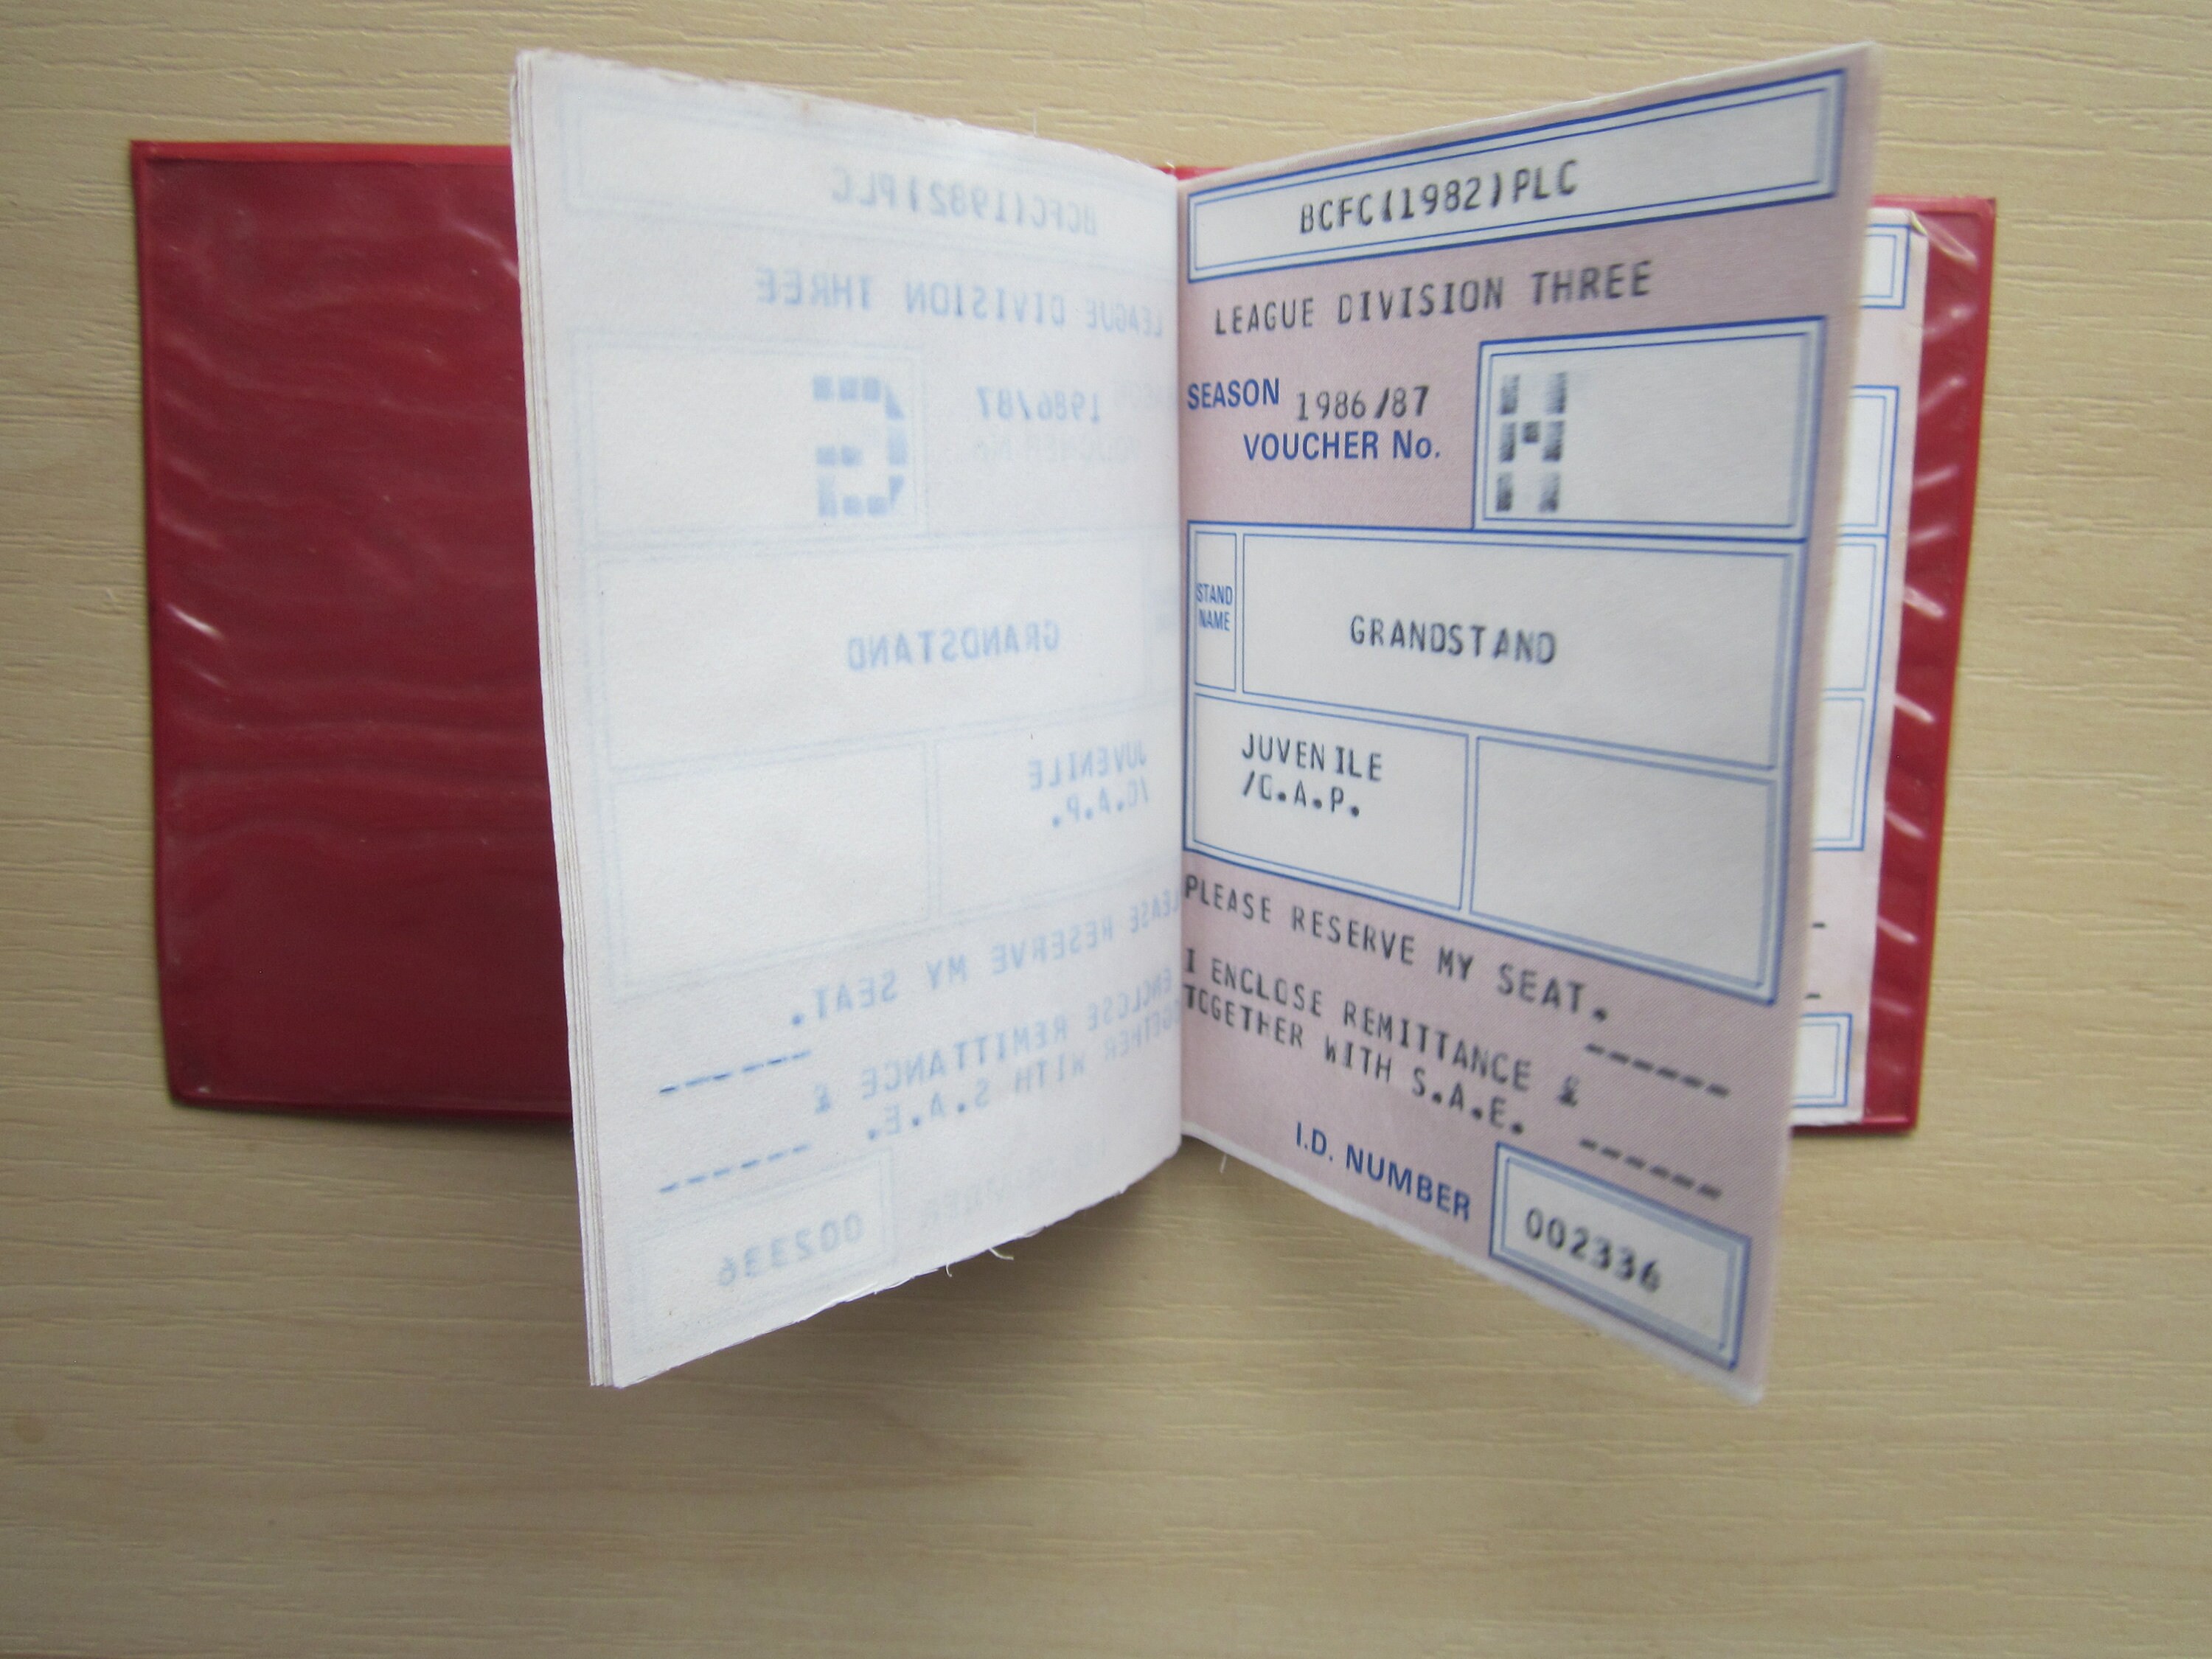 BCFC(1982)PLC
LEAGUE DIVISION THREE
SEASON 1986/87
VOUCHER No. H
STAND NAME
GRANDSTAND
JUVENILE
/O.A.P.
PLEASE RESERVE MY SEAT.
------
I ENCLOSE REMITTANCE £
TOGETHER WITH S.A.E.
------
I.D. NUMBER
002336